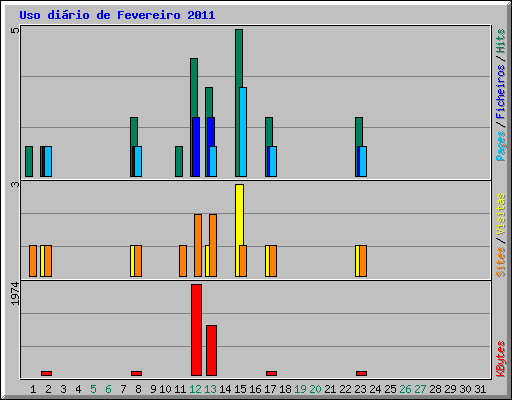 Uso diário de Fevereiro 2011
5
Pages / Ficheiros / Hits
3
Sites / Visitas
1974
KBytes
1 2 3 4 5 6 7 8 9 10 11 12 13 14 15 16 17 18 19 20 21 22 23 24 25 26 27 28 29 30 31